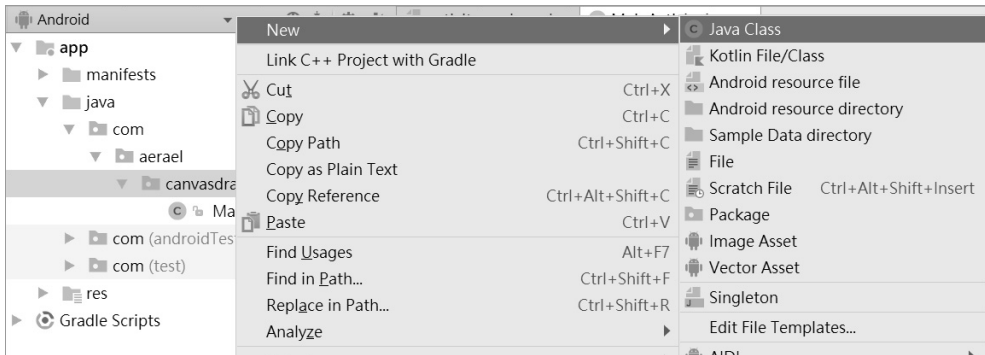 Android
app
manifests
java
com
aerael
canvasdra
Ma
com (androidTes
com (test)
res
Gradle Scripts
New
Link C++ Project with Gradle
Cut Ctrl+X
Copy Ctrl+C
Copy Path Ctrl+Shift+C
Copy as Plain Text
Copy Reference Ctrl+Alt+Shift+C
Paste Ctrl+V
Find Usages Alt+F7
Find in Path... Ctrl+Shift+F
Replace in Path... Ctrl+Shift+R
Analyze
Java Class
Kotlin File/Class
Android resource file
Android resource directory
Sample Data directory
File
Scratch File Ctrl+Alt+Shift+Insert
Package
Image Asset
Vector Asset
Singleton
Edit File Templates...
AIDL